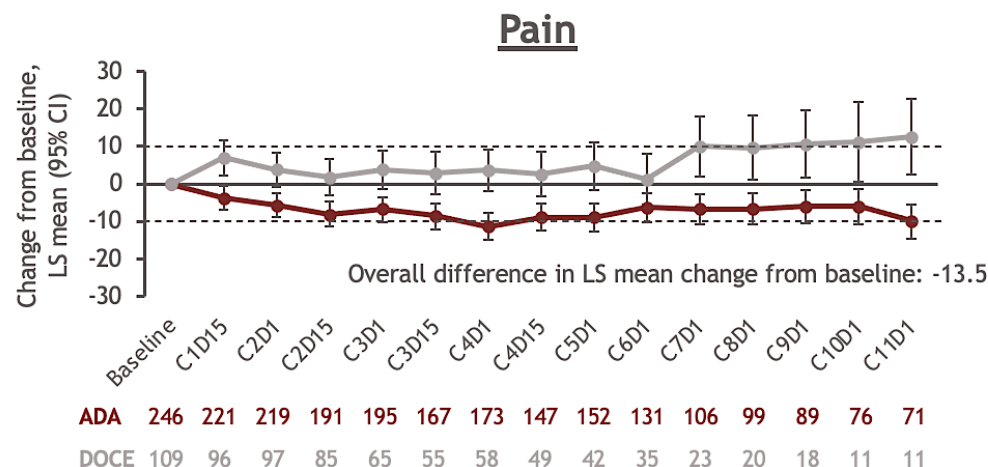 Pain
Change from baseline,
LS mean (95% CI)
30
20
10
0
-10
-20
-30
Overall difference in LS mean change from baseline: -13.5
Baseline C1D15 C2D1 C2D15 C3D1 C3D15 C4D1 C4D15 C5D1 C6D1 C7D1 C8D1 C9D1 C10D1 C11D1
ADA 246 221 219 191 195 167 173 147 152 131 106 99 89 76 71
DOCE 109 96 97 85 65 55 58 49 42 35 23 20 18 11 11